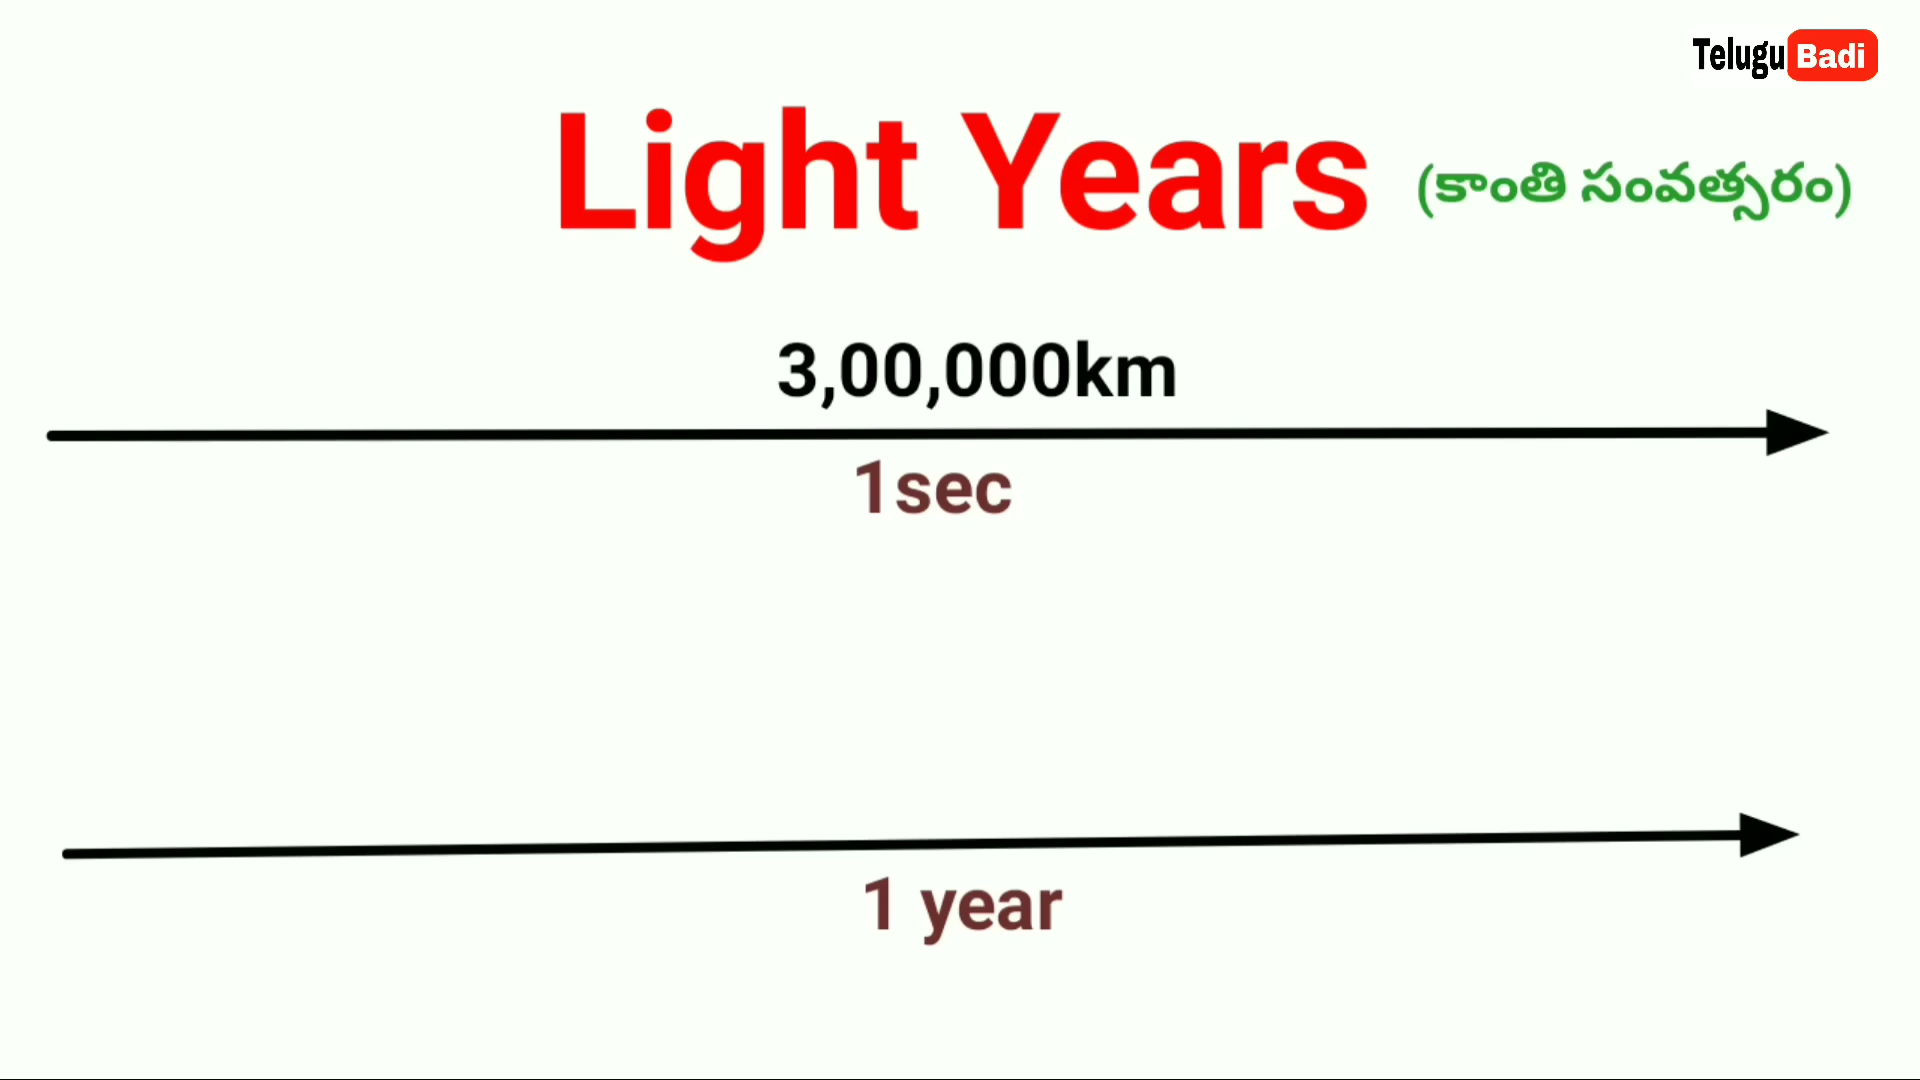 Telugu Badi
Light Years (కాంతి సంవత్సరం)
3,00,000km
1sec
1 year